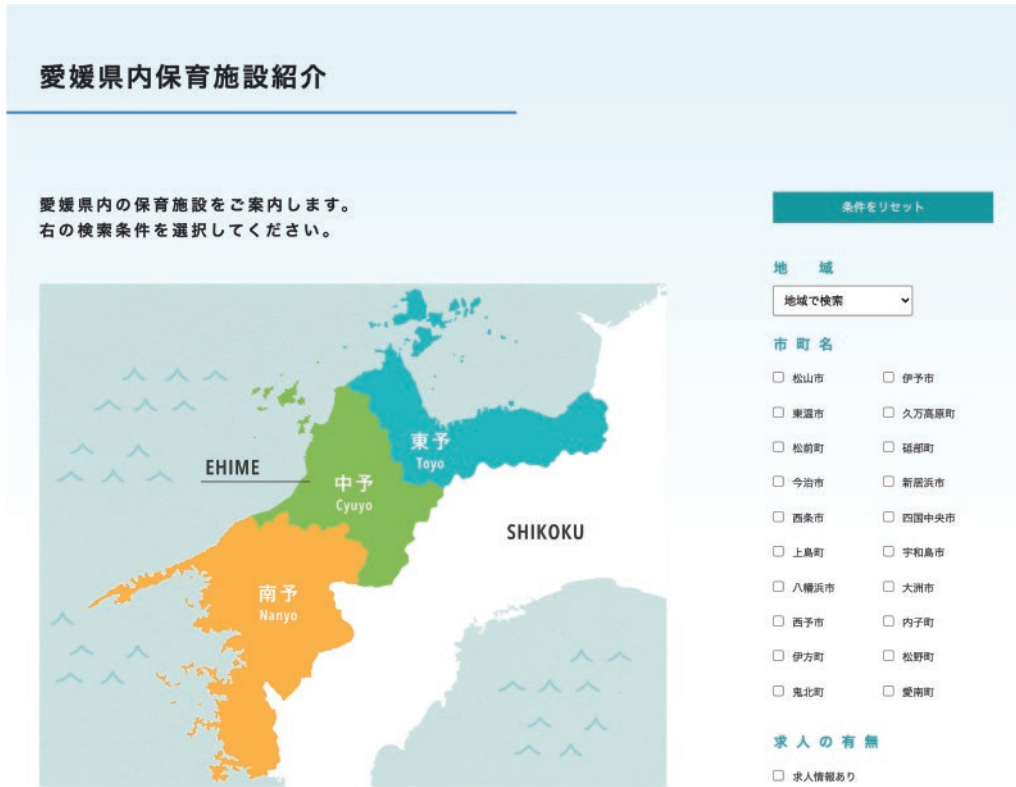 愛媛県内保育施設紹介
愛媛県内の保育施設をご案内します。
右の検索条件を選択してください。
EHIME
東予
Toyo
中予
Cyuyo
SHIKOKU
南予
Nanyo
条件をリセット
地 域
地域で検索
市町名
松山市 伊予市
東温市 久万高原町
松前町 砥部町
今治市 新居浜市
西条市 四国中央市
上島町 宇和島市
八幡浜市 大洲市
西予市 内子町
伊方町 松野町
鬼北町 愛南町
求人の有無
求人情報あり